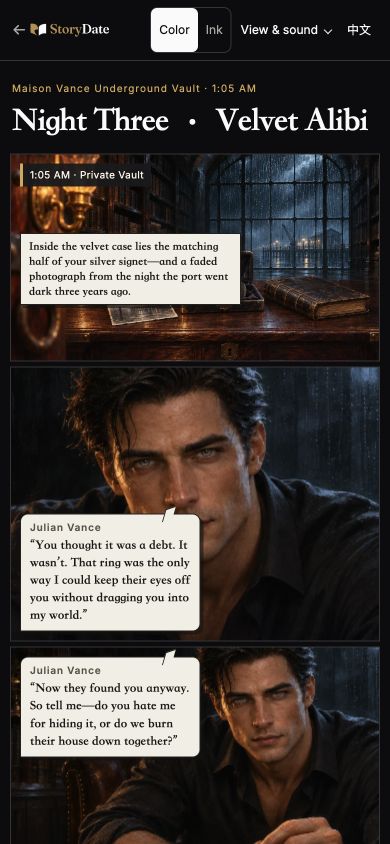 ← StoryDate
Color
Ink
View & sound
中文
Maison Vance Underground Vault · 1:05 AM
Night Three · Velvet Alibi
1:05 AM · Private Vault
Inside the velvet case lies the matching
half of your silver signet—and a faded
photograph from the night the port went
dark three years ago.
Julian Vance
“You thought it was a debt. It
wasn’t. That ring was the only
way I could keep their eyes off
you without dragging you into
my world.”
Julian Vance
“Now they found you anyway.
So tell me—do you hate me
for hiding it, or do we burn
their house down together?”